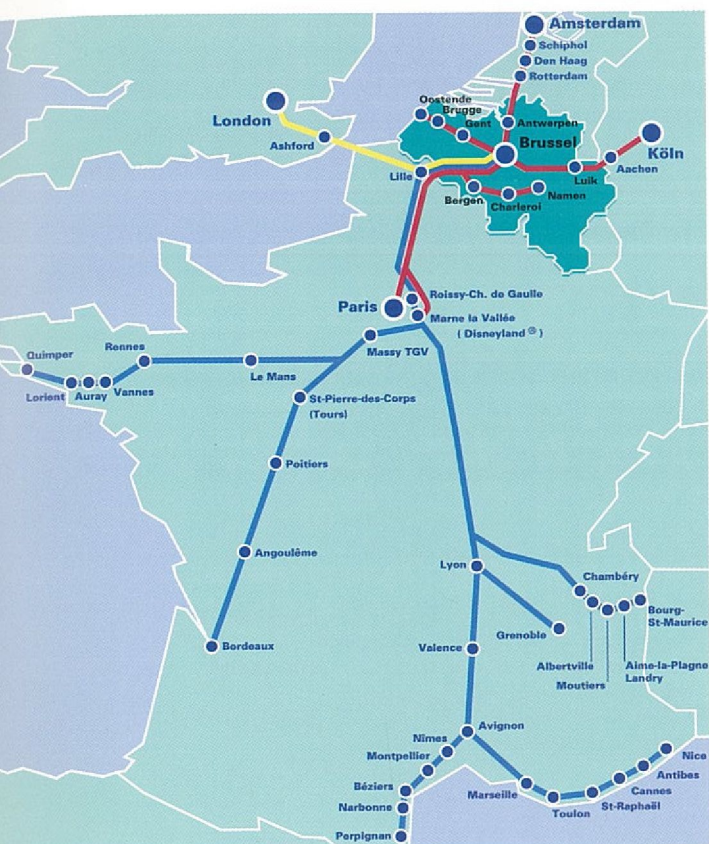 Amsterdam
Schiphol
Den Haag
Rotterdam
Oostende
Brugge
Gent
Antwerpen
London
Ashford
Brussel
Köln
Lille
Luik
Aachen
Bergen
Charleroi
Namen
Paris
Roissy-Ch. de Gaulle
Marne la Vallée
( Disneyland ® )
Massy TGV
Quimper
Rennes
Le Mans
Lorient
Auray
Vannes
St-Pierre-des-Corps
(Tours)
Poitiers
Angoulême
Bordeaux
Lyon
Chambéry
Bourg-
St-Maurice
Grenoble
Albertville
Moutiers
Aime-la-Plagne
Landry
Valence
Avignon
Nîmes
Montpellier
Béziers
Narbonne
Perpignan
Marseille
Toulon
St-Raphaël
Cannes
Antibes
Nice